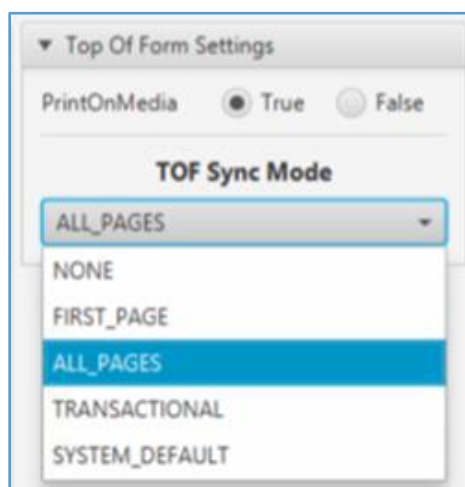 Top Of Form Settings
PrintOnMedia True False
TOF Sync Mode
ALL_PAGES
NONE
FIRST_PAGE
ALL_PAGES
TRANSACTIONAL
SYSTEM_DEFAULT